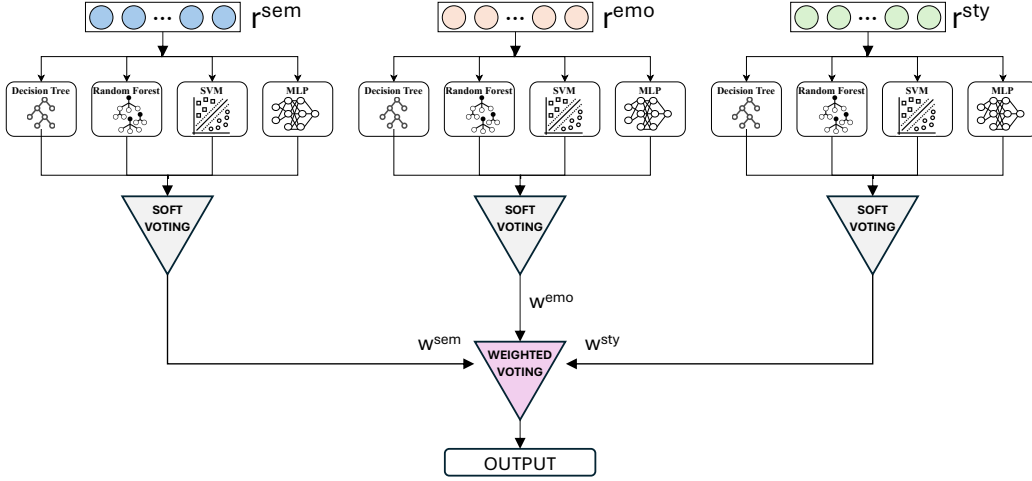 ... r^sem
... r^emo
... r^sty
Decision Tree Random Forest SVM MLP
Decision Tree Random Forest SVM MLP
Decision Tree Random Forest SVM MLP
SOFT
VOTING
SOFT
VOTING
SOFT
VOTING
w^emo
w^sem
w^sty
WEIGHTED
VOTING
OUTPUT